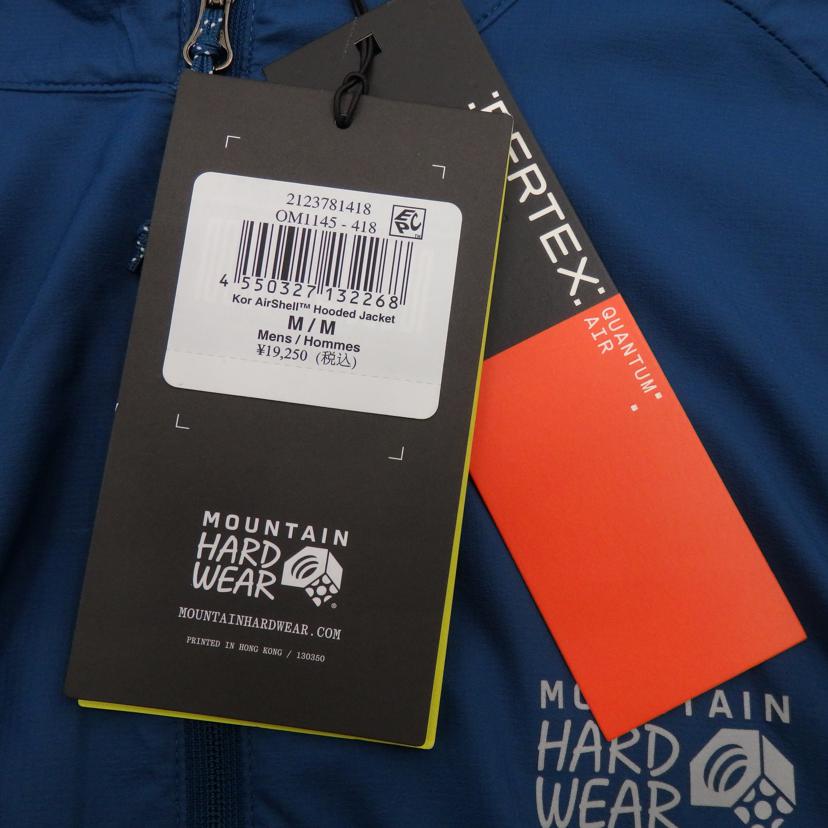 2123781418
OM1145 - 418
EPC
4 550327 132268
Kor AirShell™ Hooded Jacket
M / M
Mens / Hommes
¥19,250 (税込)
MOUNTAIN
HARD
WEAR
MOUNTAINHARDWEAR.COM
PRINTED IN HONG KONG / 130350
PERTEX
QUANTUM
AIR
MOUNTAIN
HARD
WEAR